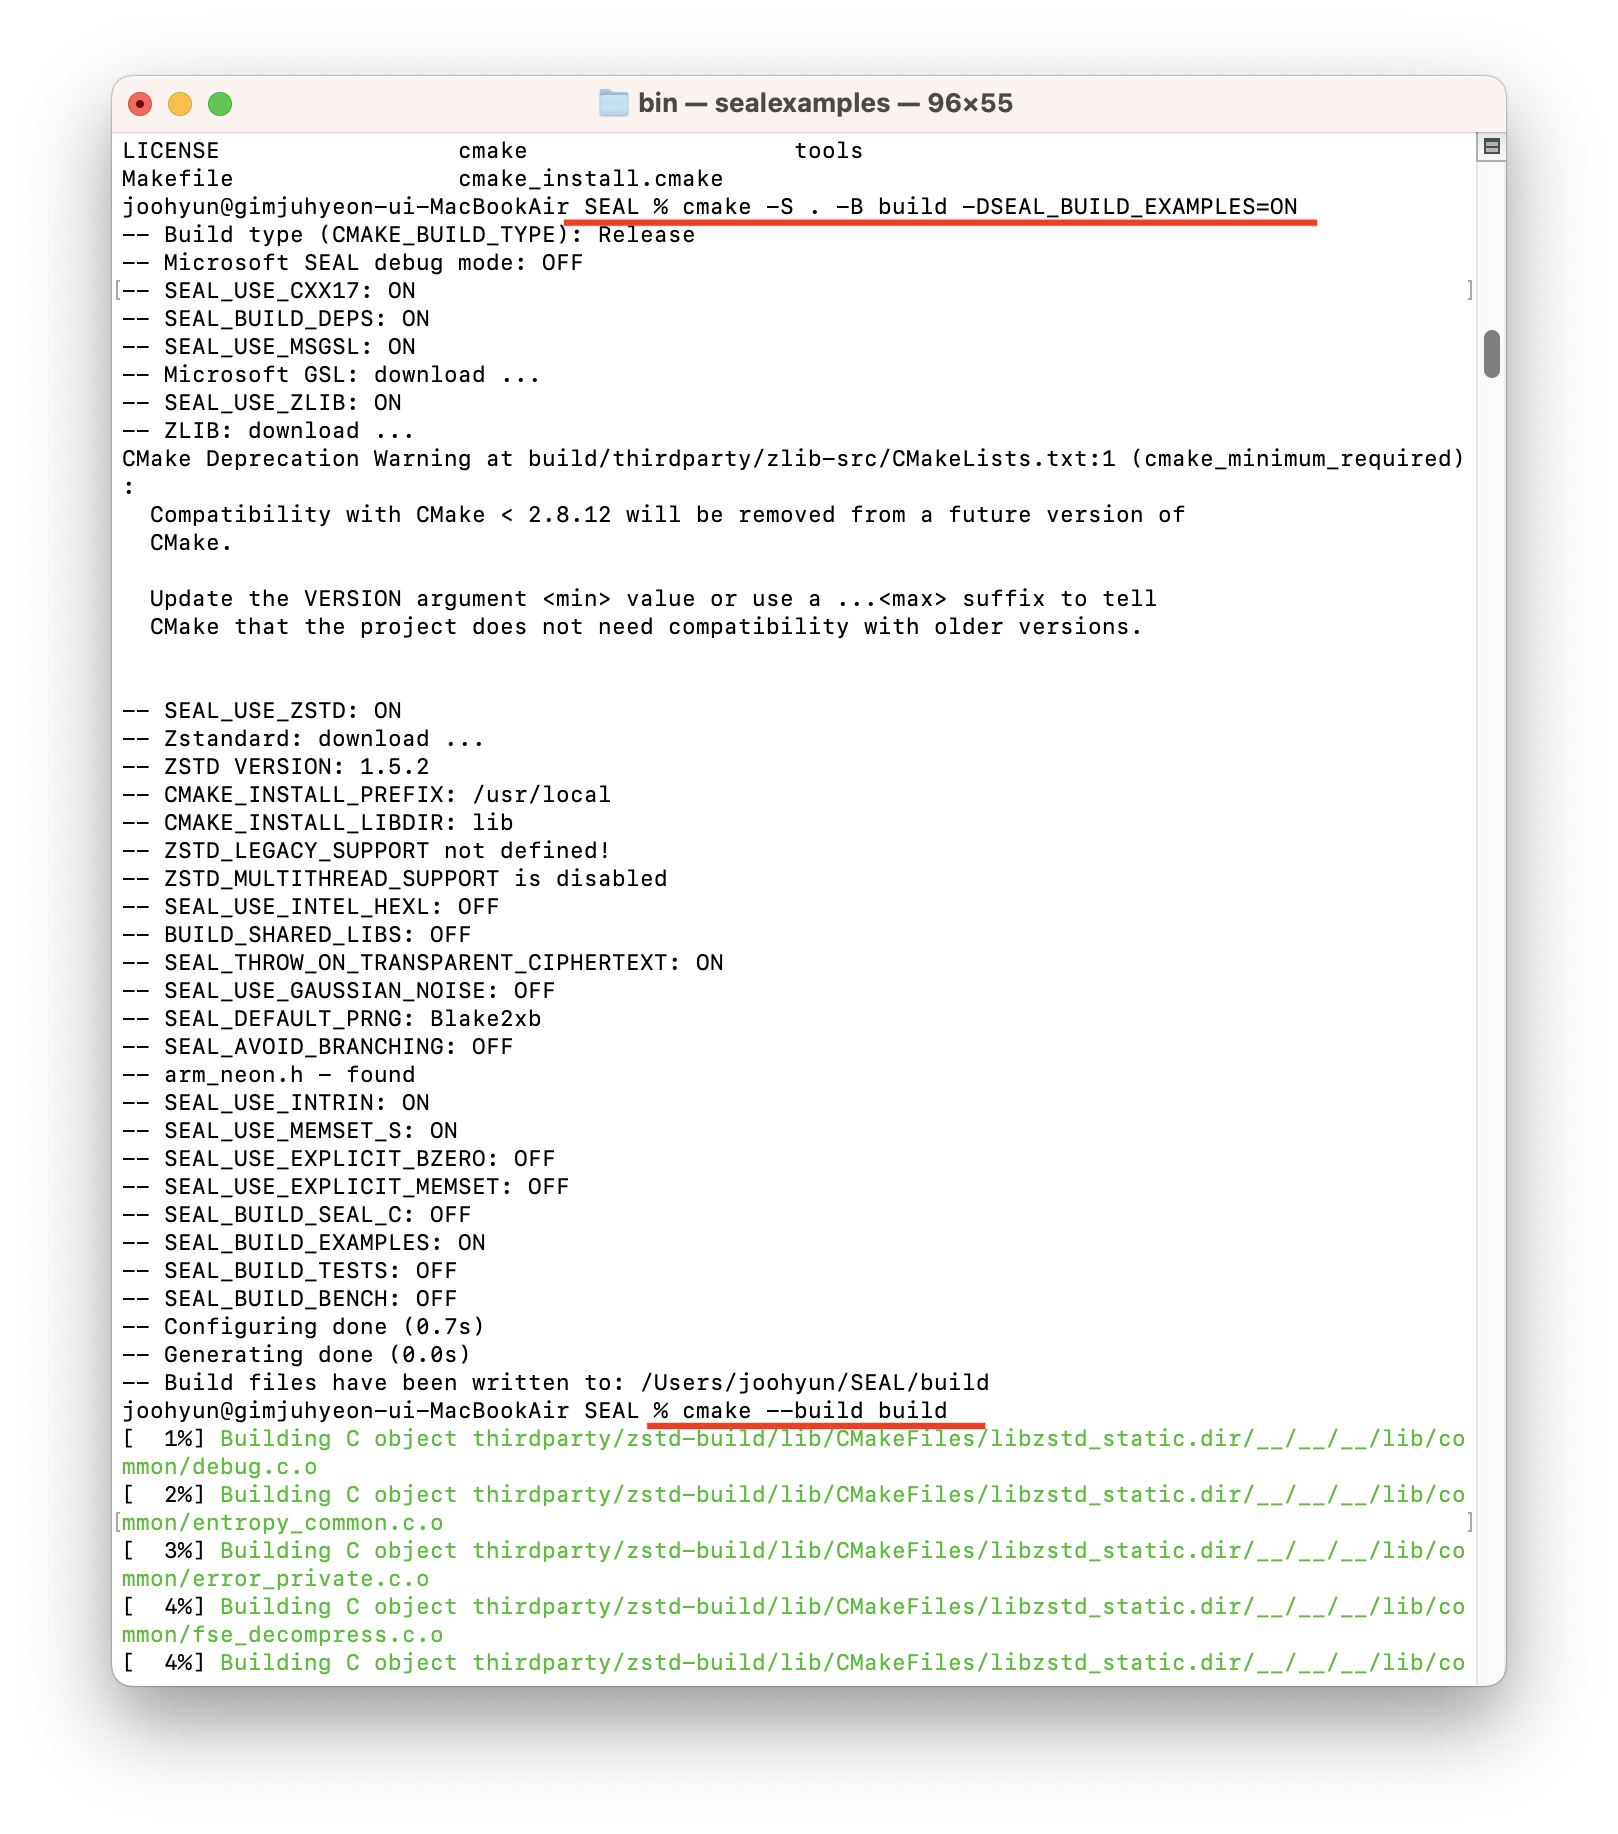 bin — sealexamples — 96×55
LICENSE cmake tools
Makefile cmake_install.cmake
joohyun@gimjuhyeon-ui-MacBookAir SEAL % cmake -S . -B build -DSEAL_BUILD_EXAMPLES=ON
-- Build type (CMAKE_BUILD_TYPE): Release
-- Microsoft SEAL debug mode: OFF
[-- SEAL_USE_CXX17: ON ]
-- SEAL_BUILD_DEPS: ON
-- SEAL_USE_MSGSL: ON
-- Microsoft GSL: download ...
-- SEAL_USE_ZLIB: ON
-- ZLIB: download ...
CMake Deprecation Warning at build/thirdparty/zlib-src/CMakeLists.txt:1 (cmake_minimum_required)
:
Compatibility with CMake < 2.8.12 will be removed from a future version of
CMake.
Update the VERSION argument <min> value or use a ...<max> suffix to tell
CMake that the project does not need compatibility with older versions.
-- SEAL_USE_ZSTD: ON
-- Zstandard: download ...
-- ZSTD VERSION: 1.5.2
-- CMAKE_INSTALL_PREFIX: /usr/local
-- CMAKE_INSTALL_LIBDIR: lib
-- ZSTD_LEGACY_SUPPORT not defined!
-- ZSTD_MULTITHREAD_SUPPORT is disabled
-- SEAL_USE_INTEL_HEXL: OFF
-- BUILD_SHARED_LIBS: OFF
-- SEAL_THROW_ON_TRANSPARENT_CIPHERTEXT: ON
-- SEAL_USE_GAUSSIAN_NOISE: OFF
-- SEAL_DEFAULT_PRNG: Blake2xb
-- SEAL_AVOID_BRANCHING: OFF
-- arm_neon.h - found
-- SEAL_USE_INTRIN: ON
-- SEAL_USE_MEMSET_S: ON
-- SEAL_USE_EXPLICIT_BZERO: OFF
-- SEAL_USE_EXPLICIT_MEMSET: OFF
-- SEAL_BUILD_SEAL_C: OFF
-- SEAL_BUILD_EXAMPLES: ON
-- SEAL_BUILD_TESTS: OFF
-- SEAL_BUILD_BENCH: OFF
-- Configuring done (0.7s)
-- Generating done (0.0s)
-- Build files have been written to: /Users/joohyun/SEAL/build
joohyun@gimjuhyeon-ui-MacBookAir SEAL % cmake --build build
[  1%] Building C object thirdparty/zstd-build/lib/CMakeFiles/libzstd_static.dir/__/__/__/lib/co
mmon/debug.c.o
[  2%] Building C object thirdparty/zstd-build/lib/CMakeFiles/libzstd_static.dir/__/__/__/lib/co
[mmon/entropy_common.c.o ]
[  3%] Building C object thirdparty/zstd-build/lib/CMakeFiles/libzstd_static.dir/__/__/__/lib/co
mmon/error_private.c.o
[  4%] Building C object thirdparty/zstd-build/lib/CMakeFiles/libzstd_static.dir/__/__/__/lib/co
mmon/fse_decompress.c.o
[  4%] Building C object thirdparty/zstd-build/lib/CMakeFiles/libzstd_static.dir/__/__/__/lib/co